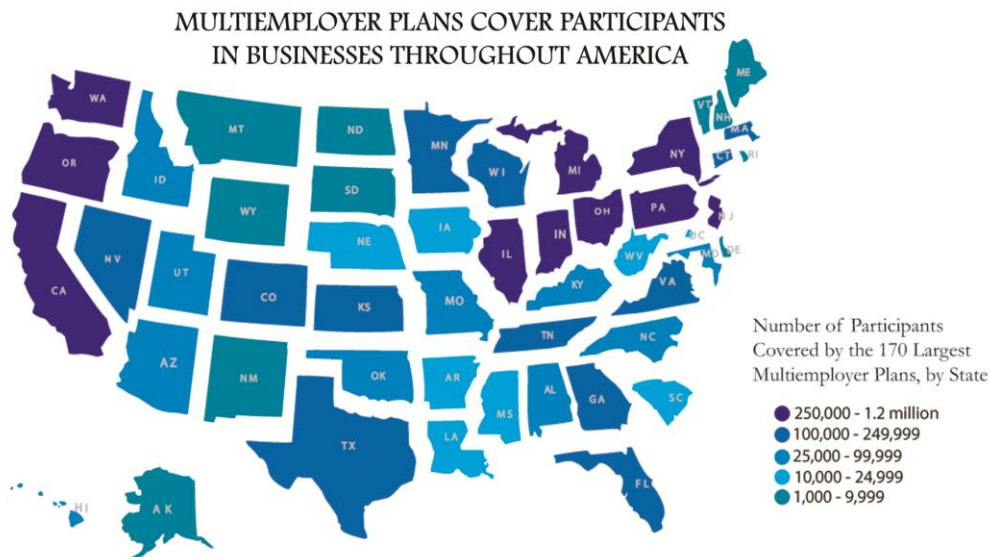 MULTIEMPLOYER PLANS COVER PARTICIPANTS
IN BUSINESSES THROUGHOUT AMERICA
WA
MT
ND
MN
ME
VT
NH
MA
OR
ID
WI
MI
NY
CT
RI
SD
WY
IA
NE
IL
IN
OH
PA
NJ
DC
DE
MD
WV
NV
UT
CA
CO
KS
MO
KY
VA
AZ
NM
OK
TN
NC
AR
MS
AL
GA
SC
TX
LA
FL
HI
AK
Number of Participants
Covered by the 170 Largest
Multiemployer Plans, by State
250,000 - 1.2 million
100,000 - 249,999
25,000 - 99,999
10,000 - 24,999
1,000 - 9,999